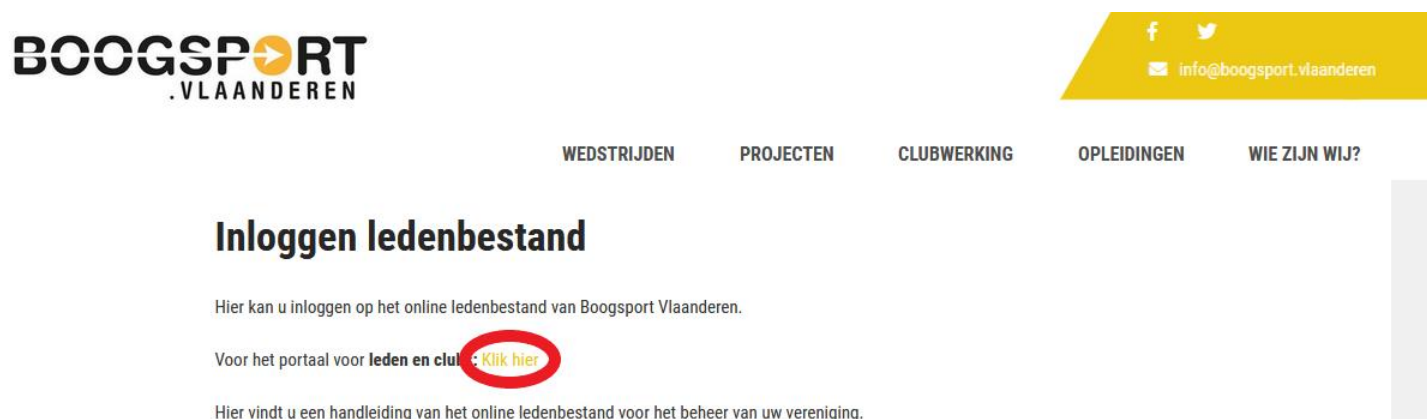 BOOGSPORT
.VLAANDEREN
info@boogsport.vlaanderen
WEDSTRIJDEN PROJECTEN CLUBWERKING OPLEIDINGEN WIE ZIJN WIJ?
Inloggen ledenbestand
Hier kan u inloggen op het online ledenbestand van Boogsport Vlaanderen.
Voor het portaal voor leden en : Klik hier
Hier vindt u een handleiding van het online ledenbestand voor het beheer van uw vereniging.